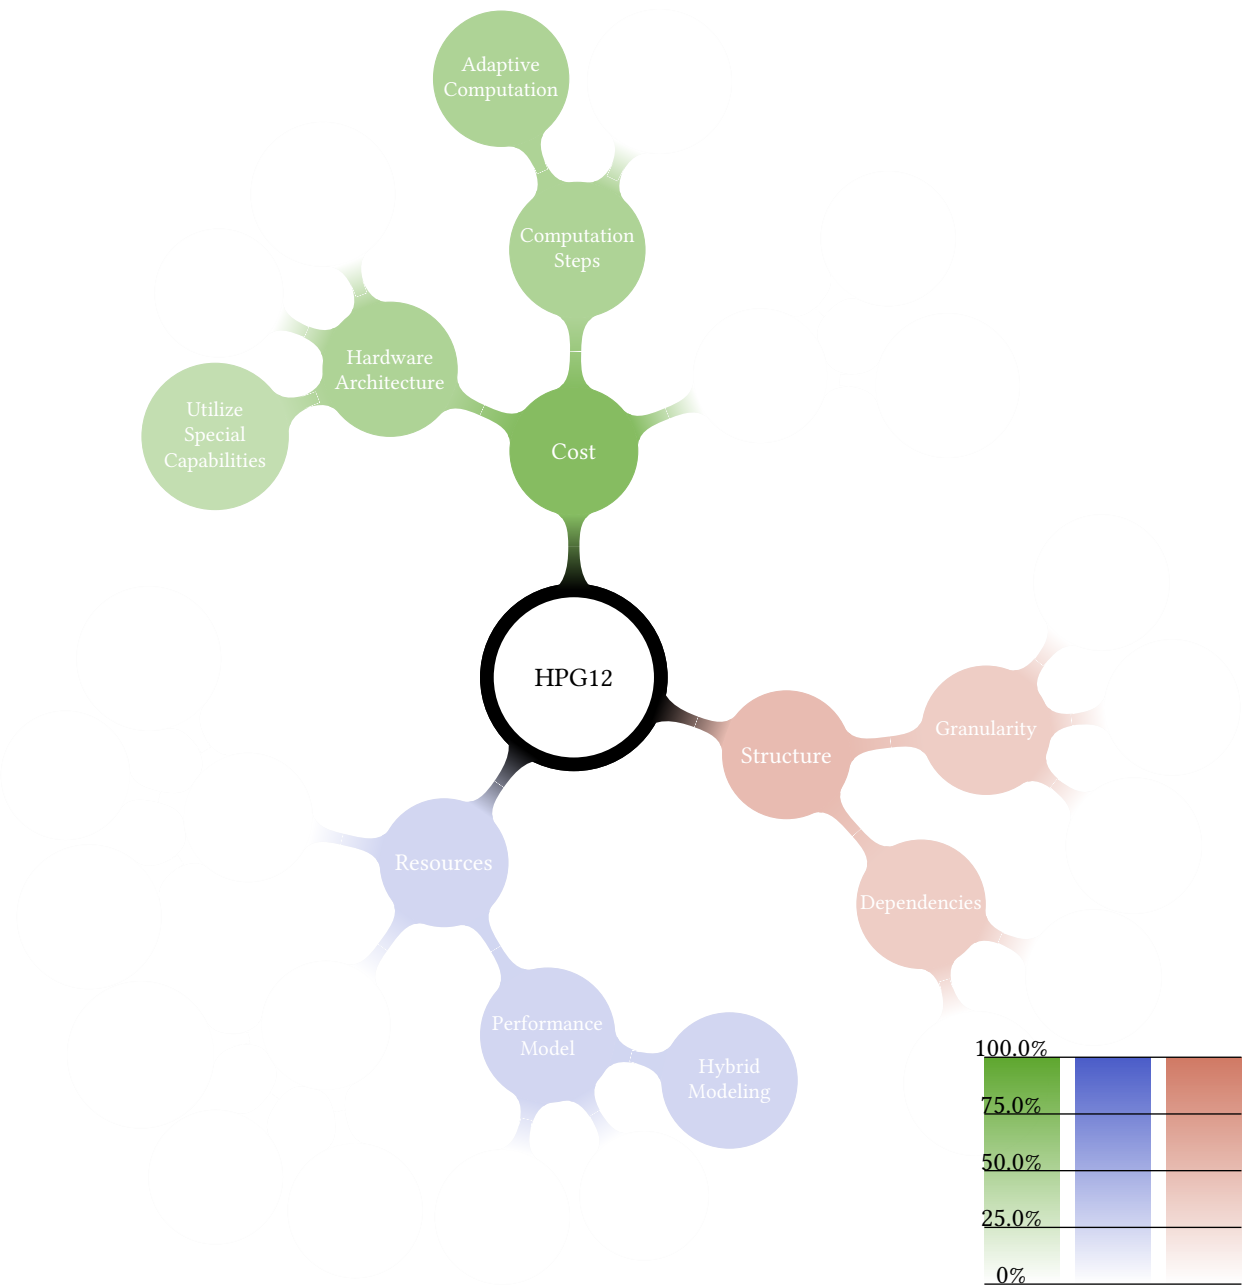 Adaptive
Computation
Computation
Steps
Hardware
Architecture
Utilize
Special
Capabilities
Cost
HPG12
Structure
Granularity
Dependencies
Resources
Performance
Model
Hybrid
Modeling
100.0%
75.0%
50.0%
25.0%
0%